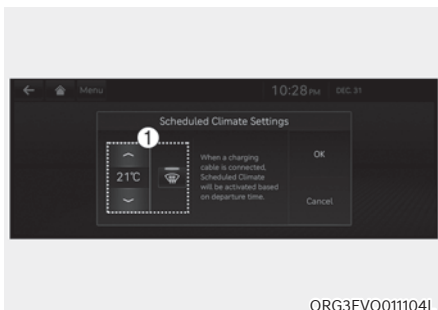 Menu
10:28 PM DEC. 31
Scheduled Climate Settings
1
21℃
When a charging
cable is connected,
Scheduled Climate
will be activated based
on departure time.
OK
Cancel
ORG3EVQ011104L